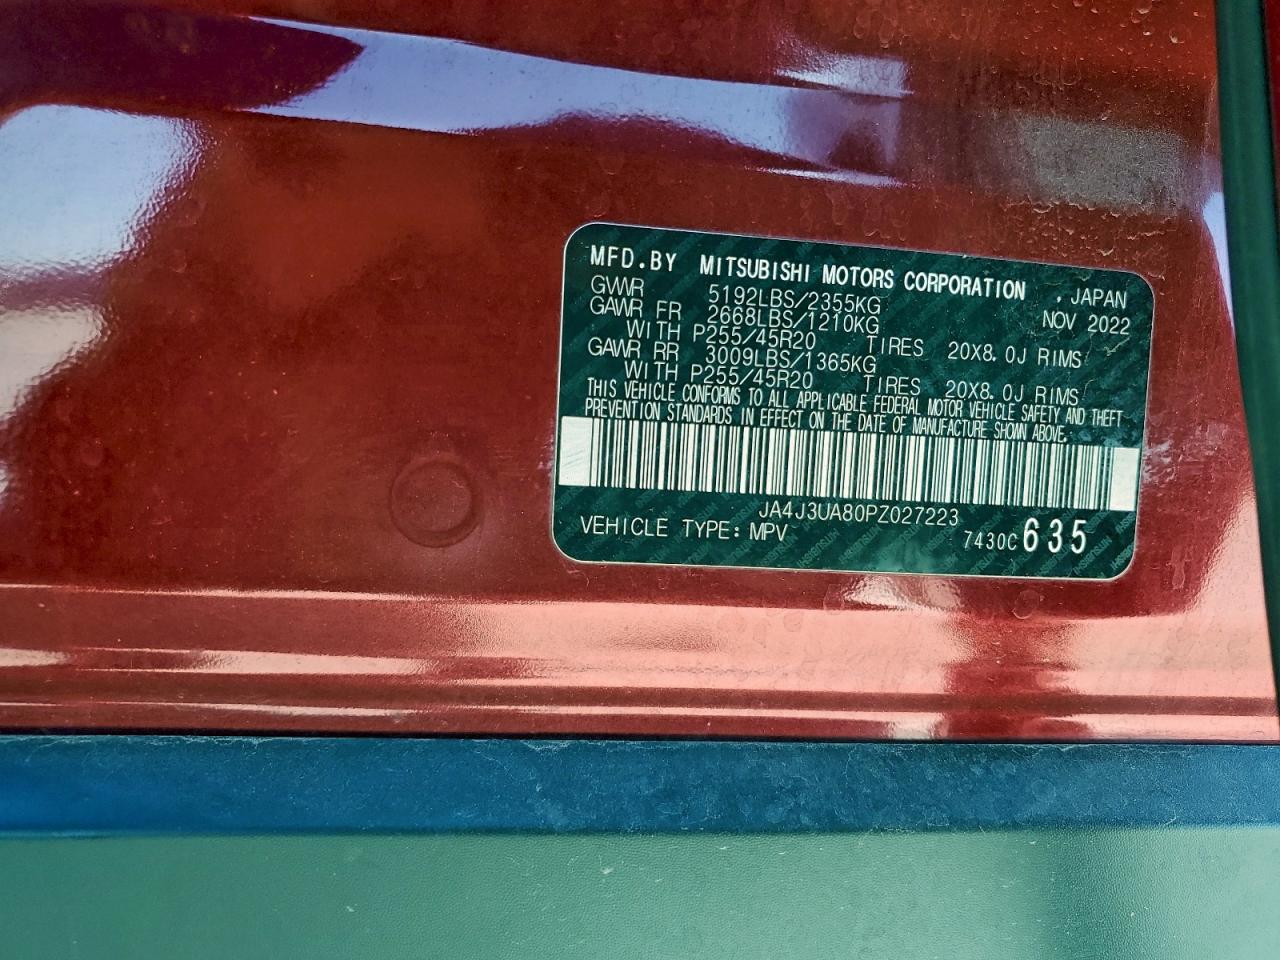 MFD.BY MITSUBISHI MOTORS CORPORATION , JAPAN
GVWR 5192LBS/2355KG NOV 2022
GAWR FR 2668LBS/1210KG
WITH P255/45R20 TIRES 20X8.0J RIMS
GAWR RR 3009LBS/1365KG
WITH P255/45R20 TIRES 20X8.0J RIMS
THIS VEHICLE CONFORMS TO ALL APPLICABLE FEDERAL MOTOR VEHICLE SAFETY AND THEFT
PREVENTION STANDARDS IN EFFECT ON THE DATE OF MANUFACTURE SHOWN ABOVE.
JA4J3UA80PZ027223
VEHICLE TYPE: MPV 7430C 635